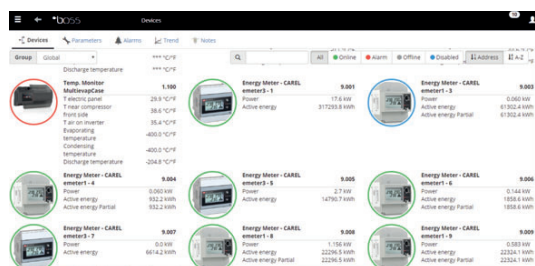 10
boss
Devices
Devices
Parameters
Alarms
Trend
Notes
Group
Global
All
Online
Alarm
Offline
Disabled
Address
A-Z
Discharge temperature
*** °C/°F
Temp. Monitor
MultievapCase
1.100
T electric panel
29.9 °C/°F
T rear compressor
front side
38.6 °C/°F
T air on inverter
35.4 °C/°F
Evaporating
temperature
-400.0 °C/°F
Condensing
temperature
-400.0 °C/°F
Discharge temperature
-204.8 °C/°F
Energy Meter - CAREL
emeter3 - 1
9.001
Power
17.6 kW
Active energy
317293.8 kWh
Energy Meter - CAREL
emeter1 - 3
9.003
Power
0.060 kW
Active energy
61302.4 kWh
Active energy Partial
61302.4 kWh
Energy Meter - CAREL
emeter1 - 4
9.004
Power
0.060 kW
Active energy
932.2 kWh
Active energy Partial
932.2 kWh
Energy Meter - CAREL
emeter3 - 5
9.005
Power
2.7 kW
Active energy
14790.7 kWh
Energy Meter - CAREL
emeter1 - 6
9.006
Power
0.144 kW
Active energy
1858.6 kWh
Active energy Partial
1858.6 kWh
Energy Meter - CAREL
emeter3 - 7
9.007
Power
0.0 kW
Active energy
6614.2 kWh
Energy Meter - CAREL
emeter1 - 8
9.008
Power
1.156 kW
Active energy
22296.5 kWh
Active energy Partial
22296.5 kWh
Energy Meter - CAREL
emeter1 - 9
9.009
Power
0.583 kW
Active energy
22324.1 kWh
Active energy Partial
22324.1 kWh